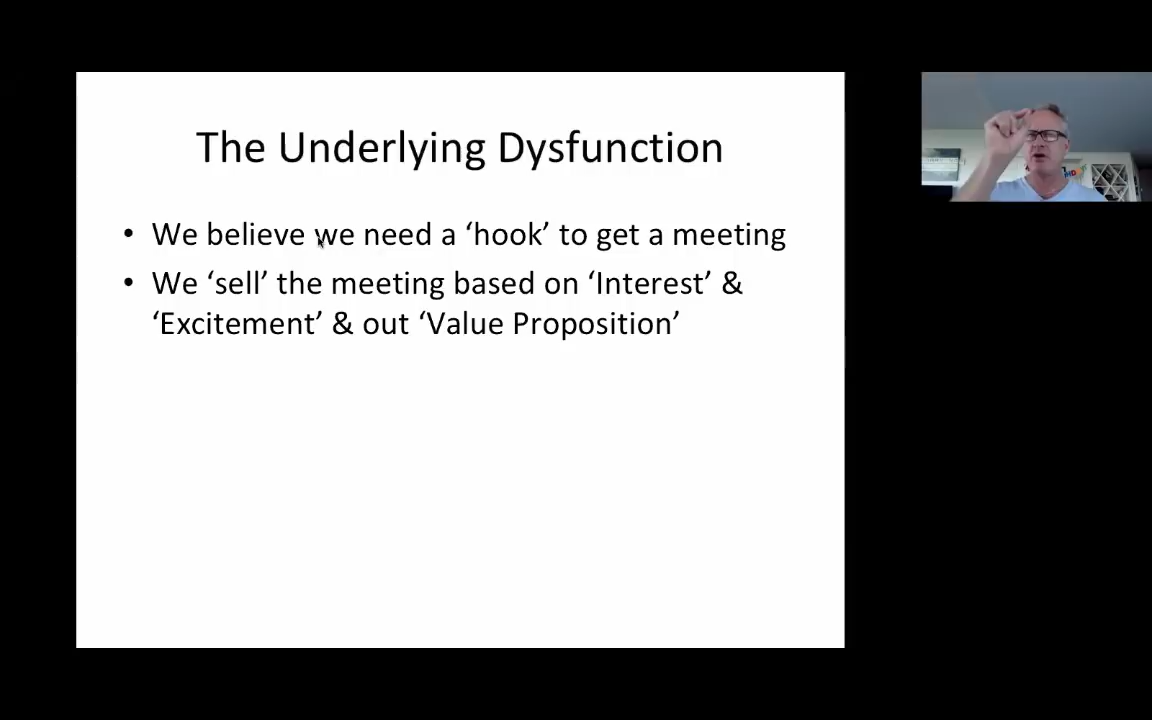 The Underlying Dysfunction
• We believe we need a ‘hook’ to get a meeting
• We ‘sell’ the meeting based on ‘Interest’ &
‘Excitement’ & out ‘Value Proposition’